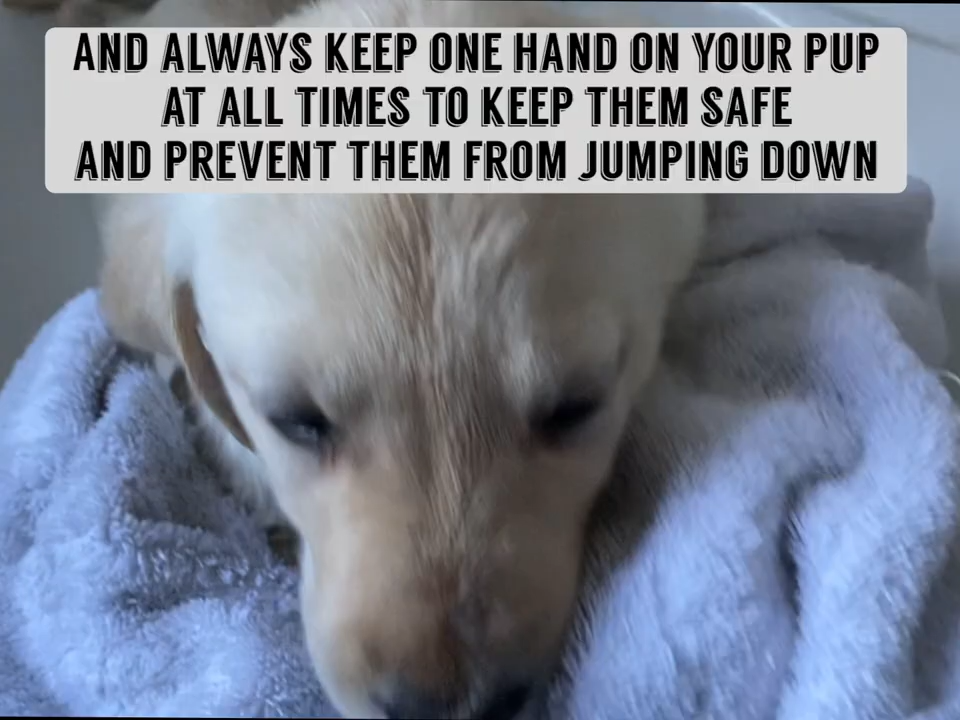 AND ALWAYS KEEP ONE HAND ON YOUR PUP
AT ALL TIMES TO KEEP THEM SAFE
AND PREVENT THEM FROM JUMPING DOWN